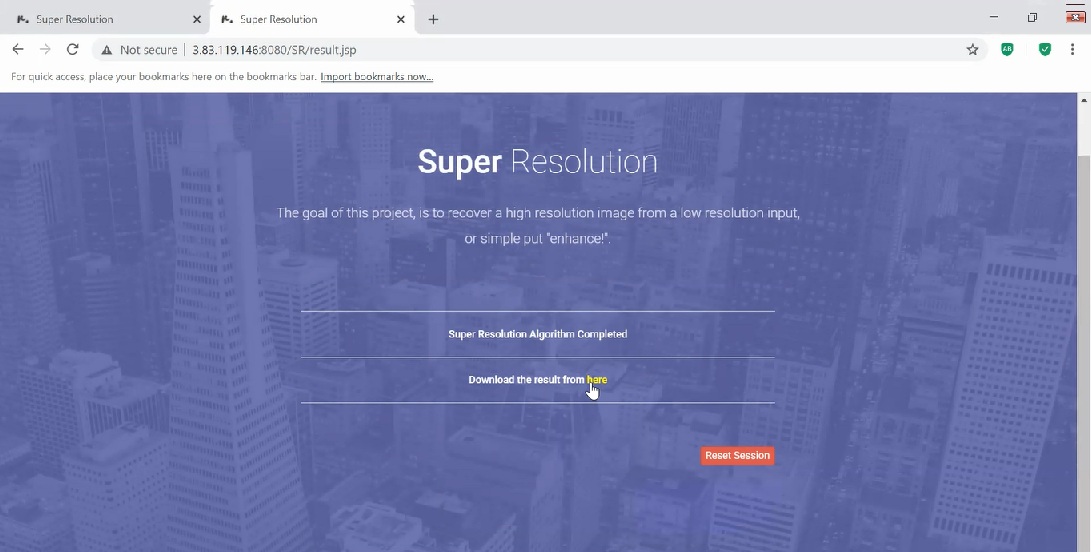 Super Resolution
Super Resolution
Not secure
3.83.119.146:8080/SR/result.jsp
AB
For quick access, place your bookmarks here on the bookmarks bar. Import bookmarks now...
Super Resolution
The goal of this project, is to recover a high resolution image from a low resolution input,
or simple put "enhance!".
Super Resolution Algorithm Completed
Download the result from here
Reset Session